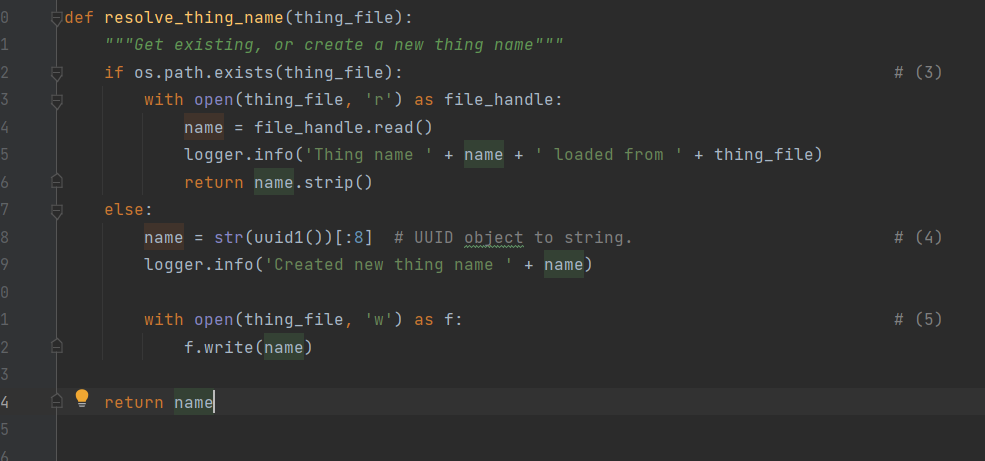 0 def resolve_thing_name(thing_file):
1 """Get existing, or create a new thing name"""
2 if os.path.exists(thing_file): # (3)
3 with open(thing_file, 'r') as file_handle:
4 name = file_handle.read()
5 logger.info('Thing name ' + name + ' loaded from ' + thing_file)
6 return name.strip()
7 else:
8 name = str(uuid1())[:8] # UUID object to string. # (4)
9 logger.info('Created new thing name ' + name)
0
1 with open(thing_file, 'w') as f: # (5)
2 f.write(name)
3
4 return name
5
6